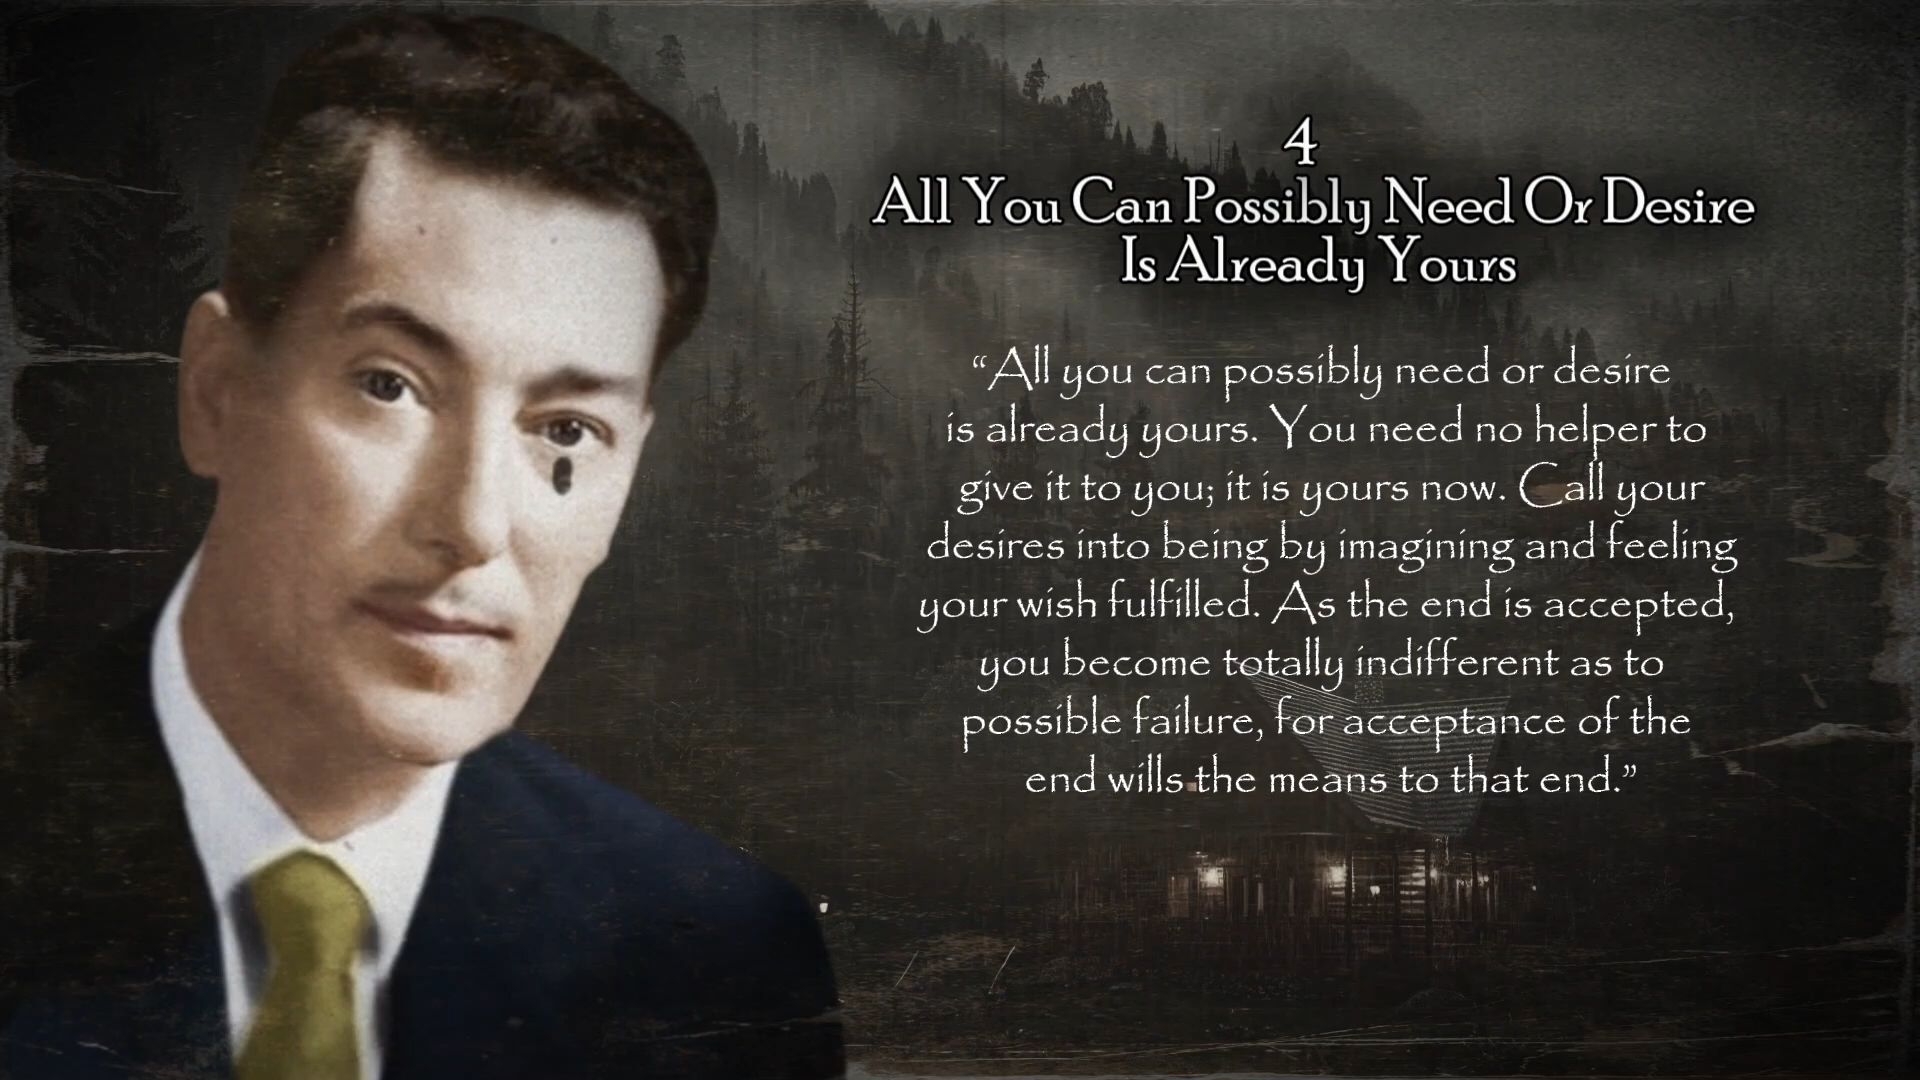 4
All You Can Possibly Need Or Desire
Is Already Yours
“All you can possibly need or desire
is already yours. You need no helper to
give it to you; it is yours now. Call your
desires into being by imagining and feeling
your wish fulfilled. As the end is accepted,
you become totally indifferent as to
possible failure, for acceptance of the
end wills the means to that end.”